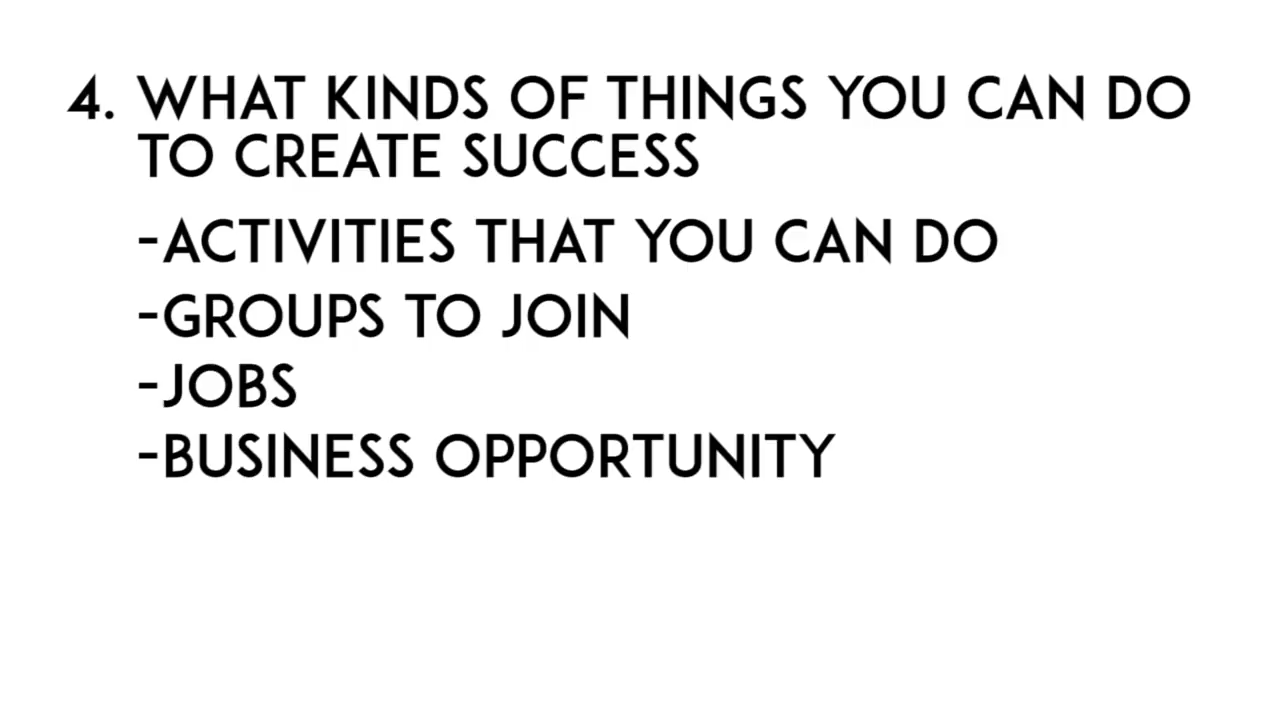 4. WHAT KINDS OF THINGS YOU CAN DO
TO CREATE SUCCESS
-ACTIVITIES THAT YOU CAN DO
-GROUPS TO JOIN
-JOBS
-BUSINESS OPPORTUNITY